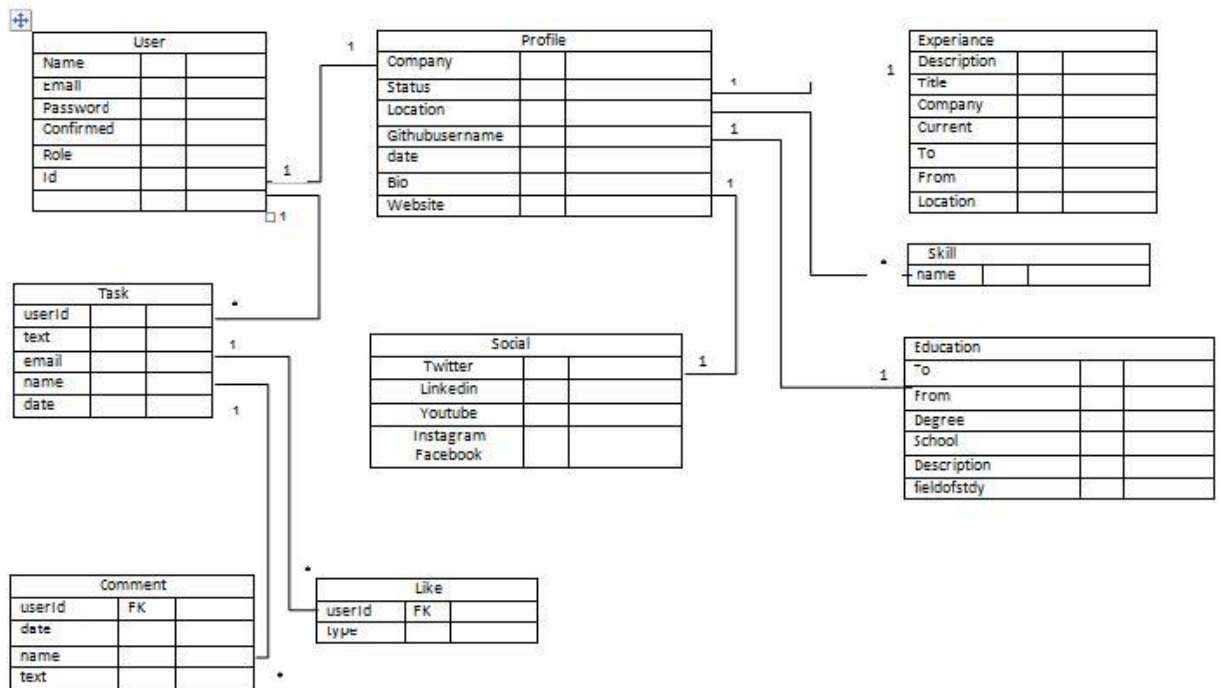 User
Name
Email
Password
Confirmed
Role
Id
1
1
1
Profile
Company
Status
Location
Githubusername
date
Bio
Website
1
1
1
Experiance
Description
Title
Company
Current
To
From
Location
1
Skill
name
*
Task
userId
text
email
name
date
*
1
1
Social
Twitter
Linkedin
Youtube
Instagram
Facebook
1
Education
To
From
Degree
School
Description
fieldofstdy
1
Comment
userId FK
date
name
text
*
Like
userId FK
type
*